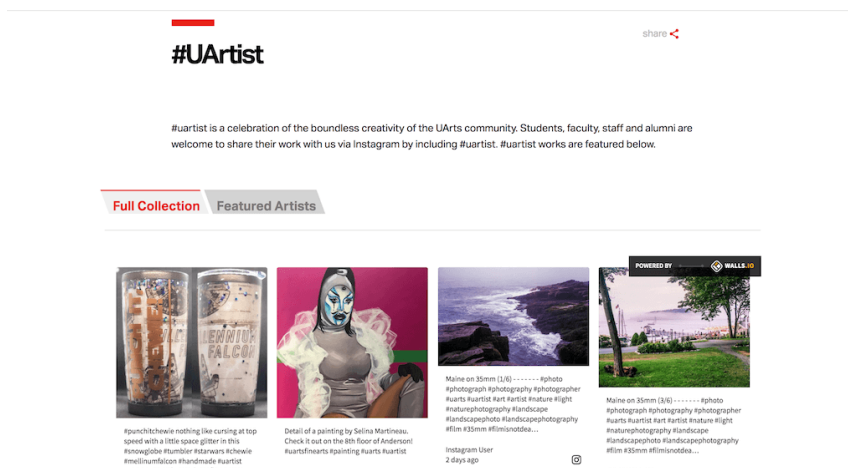 share
#UArtist
#uartist is a celebration of the boundless creativity of the UArts community. Students, faculty, staff and alumni are
welcome to share their work with us via Instagram by including #uartist. #uartist works are featured below.
Full Collection
Featured Artists
POWERED BY WALLS.IO
LLENNIU
FALCON
#punchitchewie nothing like cursing at top
speed with a little space glitter in this
#snowglobe #tumbler #starwars #chewie
#mellinumfalcon #handmade #uartist
Detail of a painting by Selina Martineau.
Check it out on the 8th floor of Anderson!
#uartsfinearts #painting #uarts #uartist
Maine on 35mm (1/6) - - - - - - - #photo
#photograph #photography #photographer
#uarts #uartist #art #artist #nature #light
#naturephotography #landscape
#landscapephoto #landscapephotography
#film #35mm #filmisnotdea...
Instagram User
2 days ago
Maine on 35mm (3/6) - - - - - - - #photo
#photograph #photography #photographer
#uarts #uartist #art #artist #nature #light
#naturephotography #landscape
#landscapephoto #landscapephotography
#film #35mm #filmisnotdea...